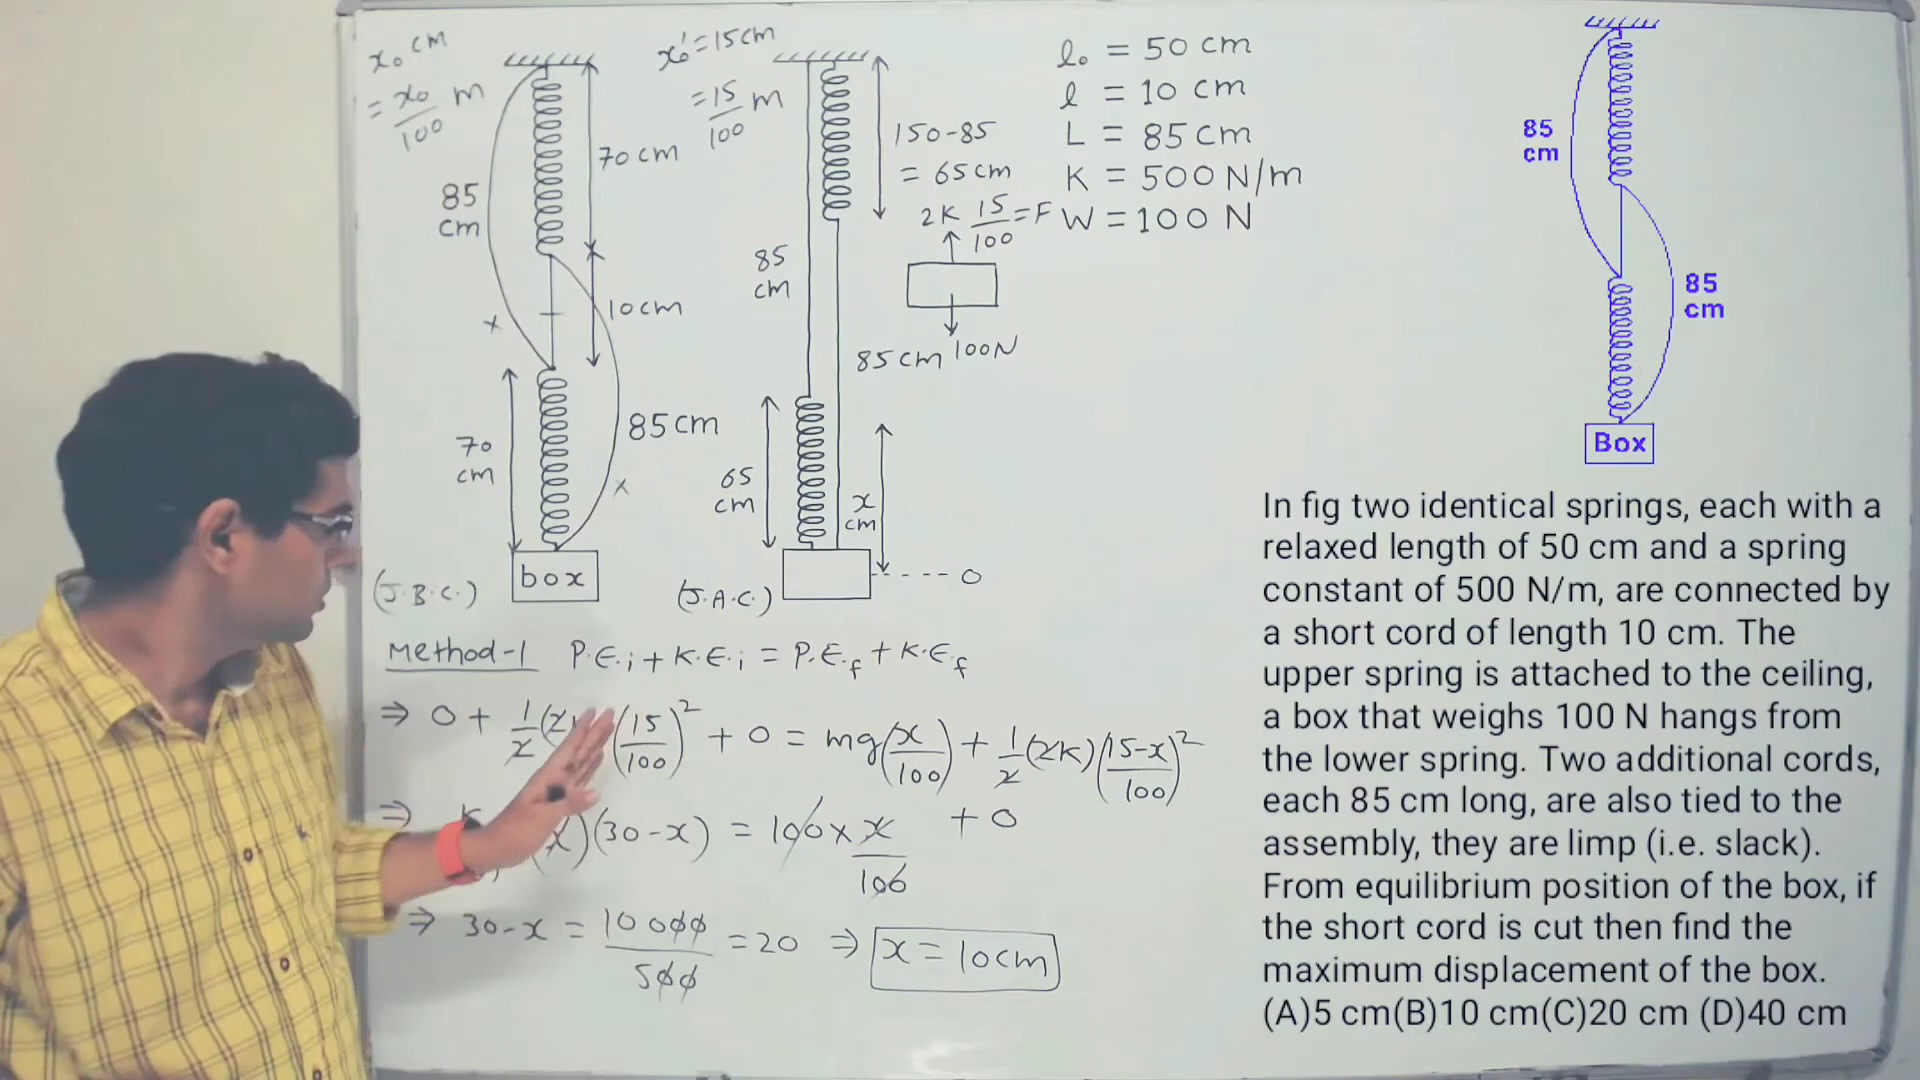 x₀ cm
= x₀/100 m
85 cm
70 cm
10 cm
x
70 cm
85 cm
x
box
(J.B.C.)
x₀' = 15 cm
= 15/100 m
85 cm
150-85
= 65 cm
2K 15/100 = F
100N
85 cm
65 cm
x cm
0
(J.A.C.)
l₀ = 50 cm
l = 10 cm
L = 85 cm
K = 500 N/m
W = 100 N
Method-1 P.E.i + K.E.i = P.E.f + K.E.f
⇒ 0 + 1/2 (2 (15/100)² + 0 = mg(x/100) + 1/2 (2K)((15-x)/100)²
+ 0
⇒ K x)(30-x) = 100 × x/100
⇒ 30-x = 10000/500 = 20 ⇒ x = 10cm
85 cm
85 cm
Box
In fig two identical springs, each with a
relaxed length of 50 cm and a spring
constant of 500 N/m, are connected by
a short cord of length 10 cm. The
upper spring is attached to the ceiling,
a box that weighs 100 N hangs from
the lower spring. Two additional cords,
each 85 cm long, are also tied to the
assembly, they are limp (i.e. slack).
From equilibrium position of the box, if
the short cord is cut then find the
maximum displacement of the box.
(A)5 cm(B)10 cm(C)20 cm (D)40 cm